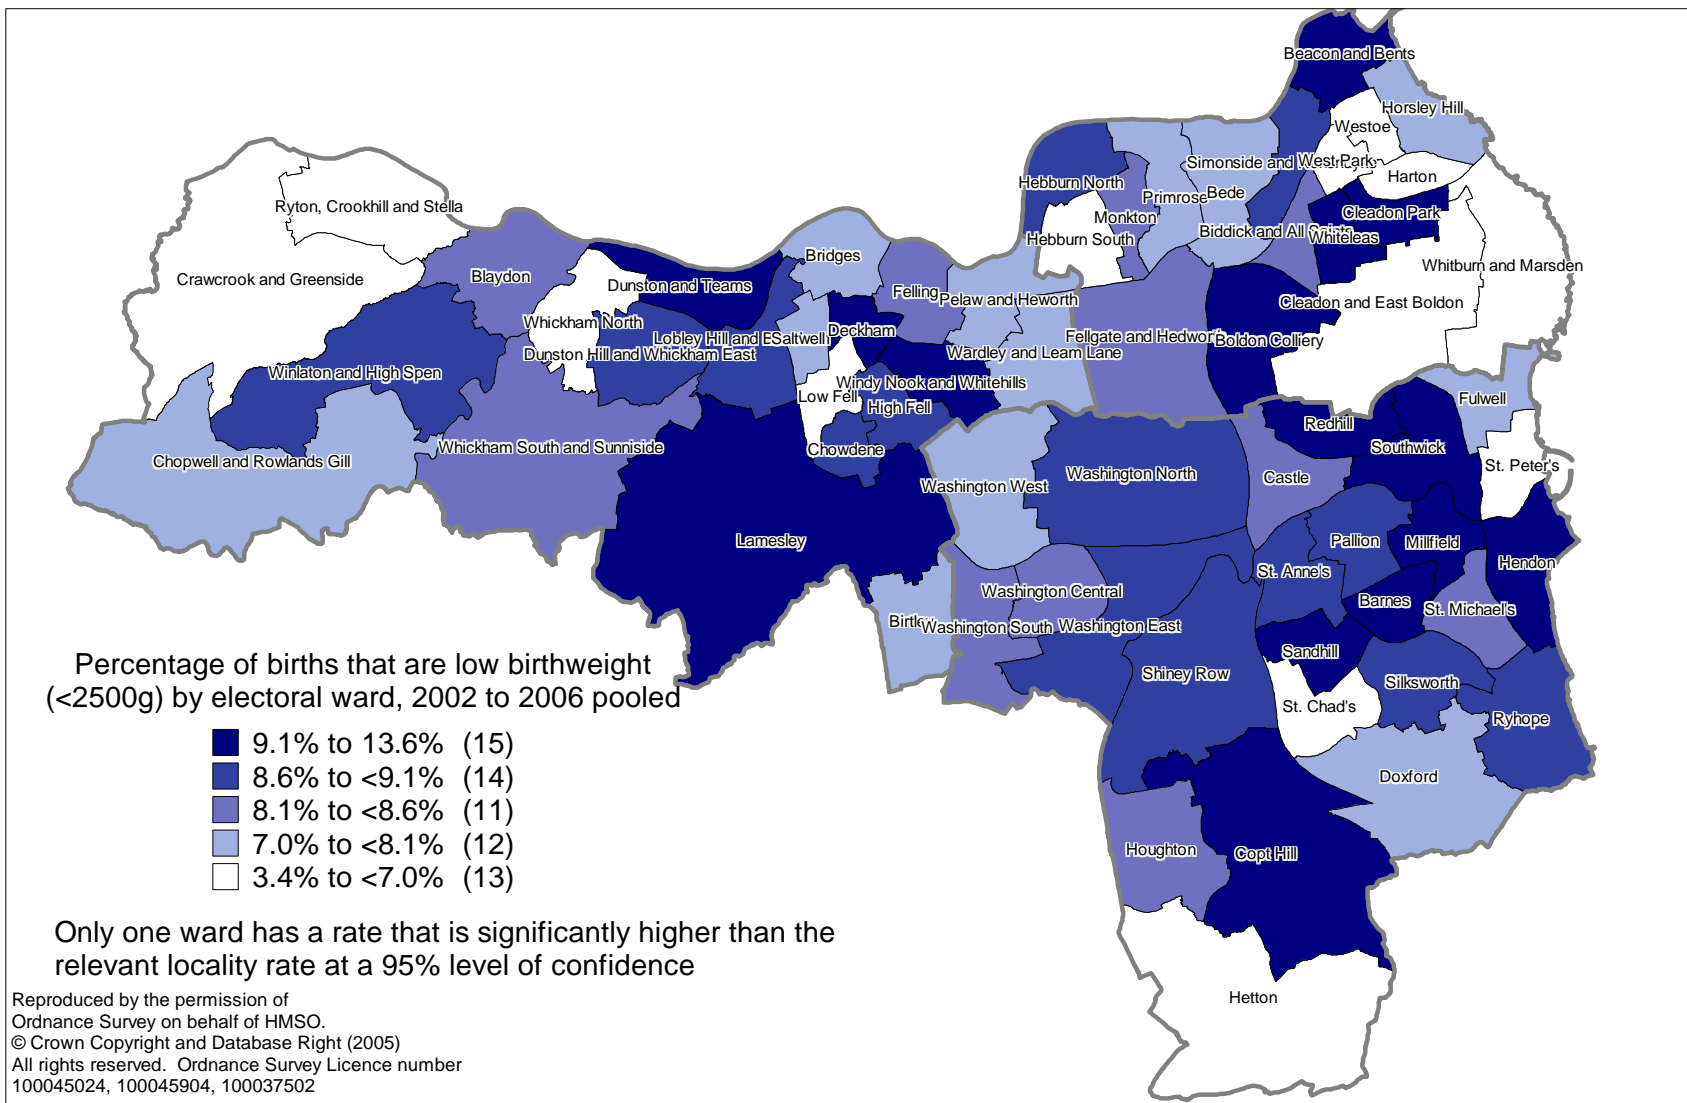 Beacon and Bents
Horsley Hill
Westoe
Simonside and
West Park
Harton
Hebburn North
Primrose
Bede
Ryton, Crookhill and Stella
Monkton
Cleadon Park
Biddick and All Saints
Whiteleas
Hebburn South
Bridges
Whitburn and Marsden
Crawcrook and Greenside
Blaydon
Dunston and Teams
Felling
Pelaw and Heworth
Cleadon and East Boldon
Whickham North
Lobley Hill and
Saltwell
Deckham
Fellgate and Hedwor
Boldon Colliery
Dunston Hill and Whickham East
Wardley and Leam Lane
Winlaton and High Spen
Windy Nook and Whitehills
Low Fell
High Fell
Fulwell
Redhill
Whickham South and Sunniside
Chowdene
Southwick
Chopwell and Rowlands Gill
Washington West
Washington North
Castle
St. Peter's
Lamesley
Pallion
Millfield
Hendon
St. Anne's
Washington Central
Barnes
St. Michael's
Birtley
Washington South
Washington East
Sandhill
Shiney Row
Silksworth
St. Chad's
Ryhope
Doxford
Houghton
Copt Hill
Hetton
Percentage of births that are low birthweight
(<2500g) by electoral ward, 2002 to 2006 pooled
9.1% to 13.6% (15)
8.6% to <9.1% (14)
8.1% to <8.6% (11)
7.0% to <8.1% (12)
3.4% to <7.0% (13)
Only one ward has a rate that is significantly higher than the
relevant locality rate at a 95% level of confidence
Reproduced by the permission of
Ordnance Survey on behalf of HMSO.
© Crown Copyright and Database Right (2005)
All rights reserved. Ordnance Survey Licence number
100045024, 100045904, 100037502